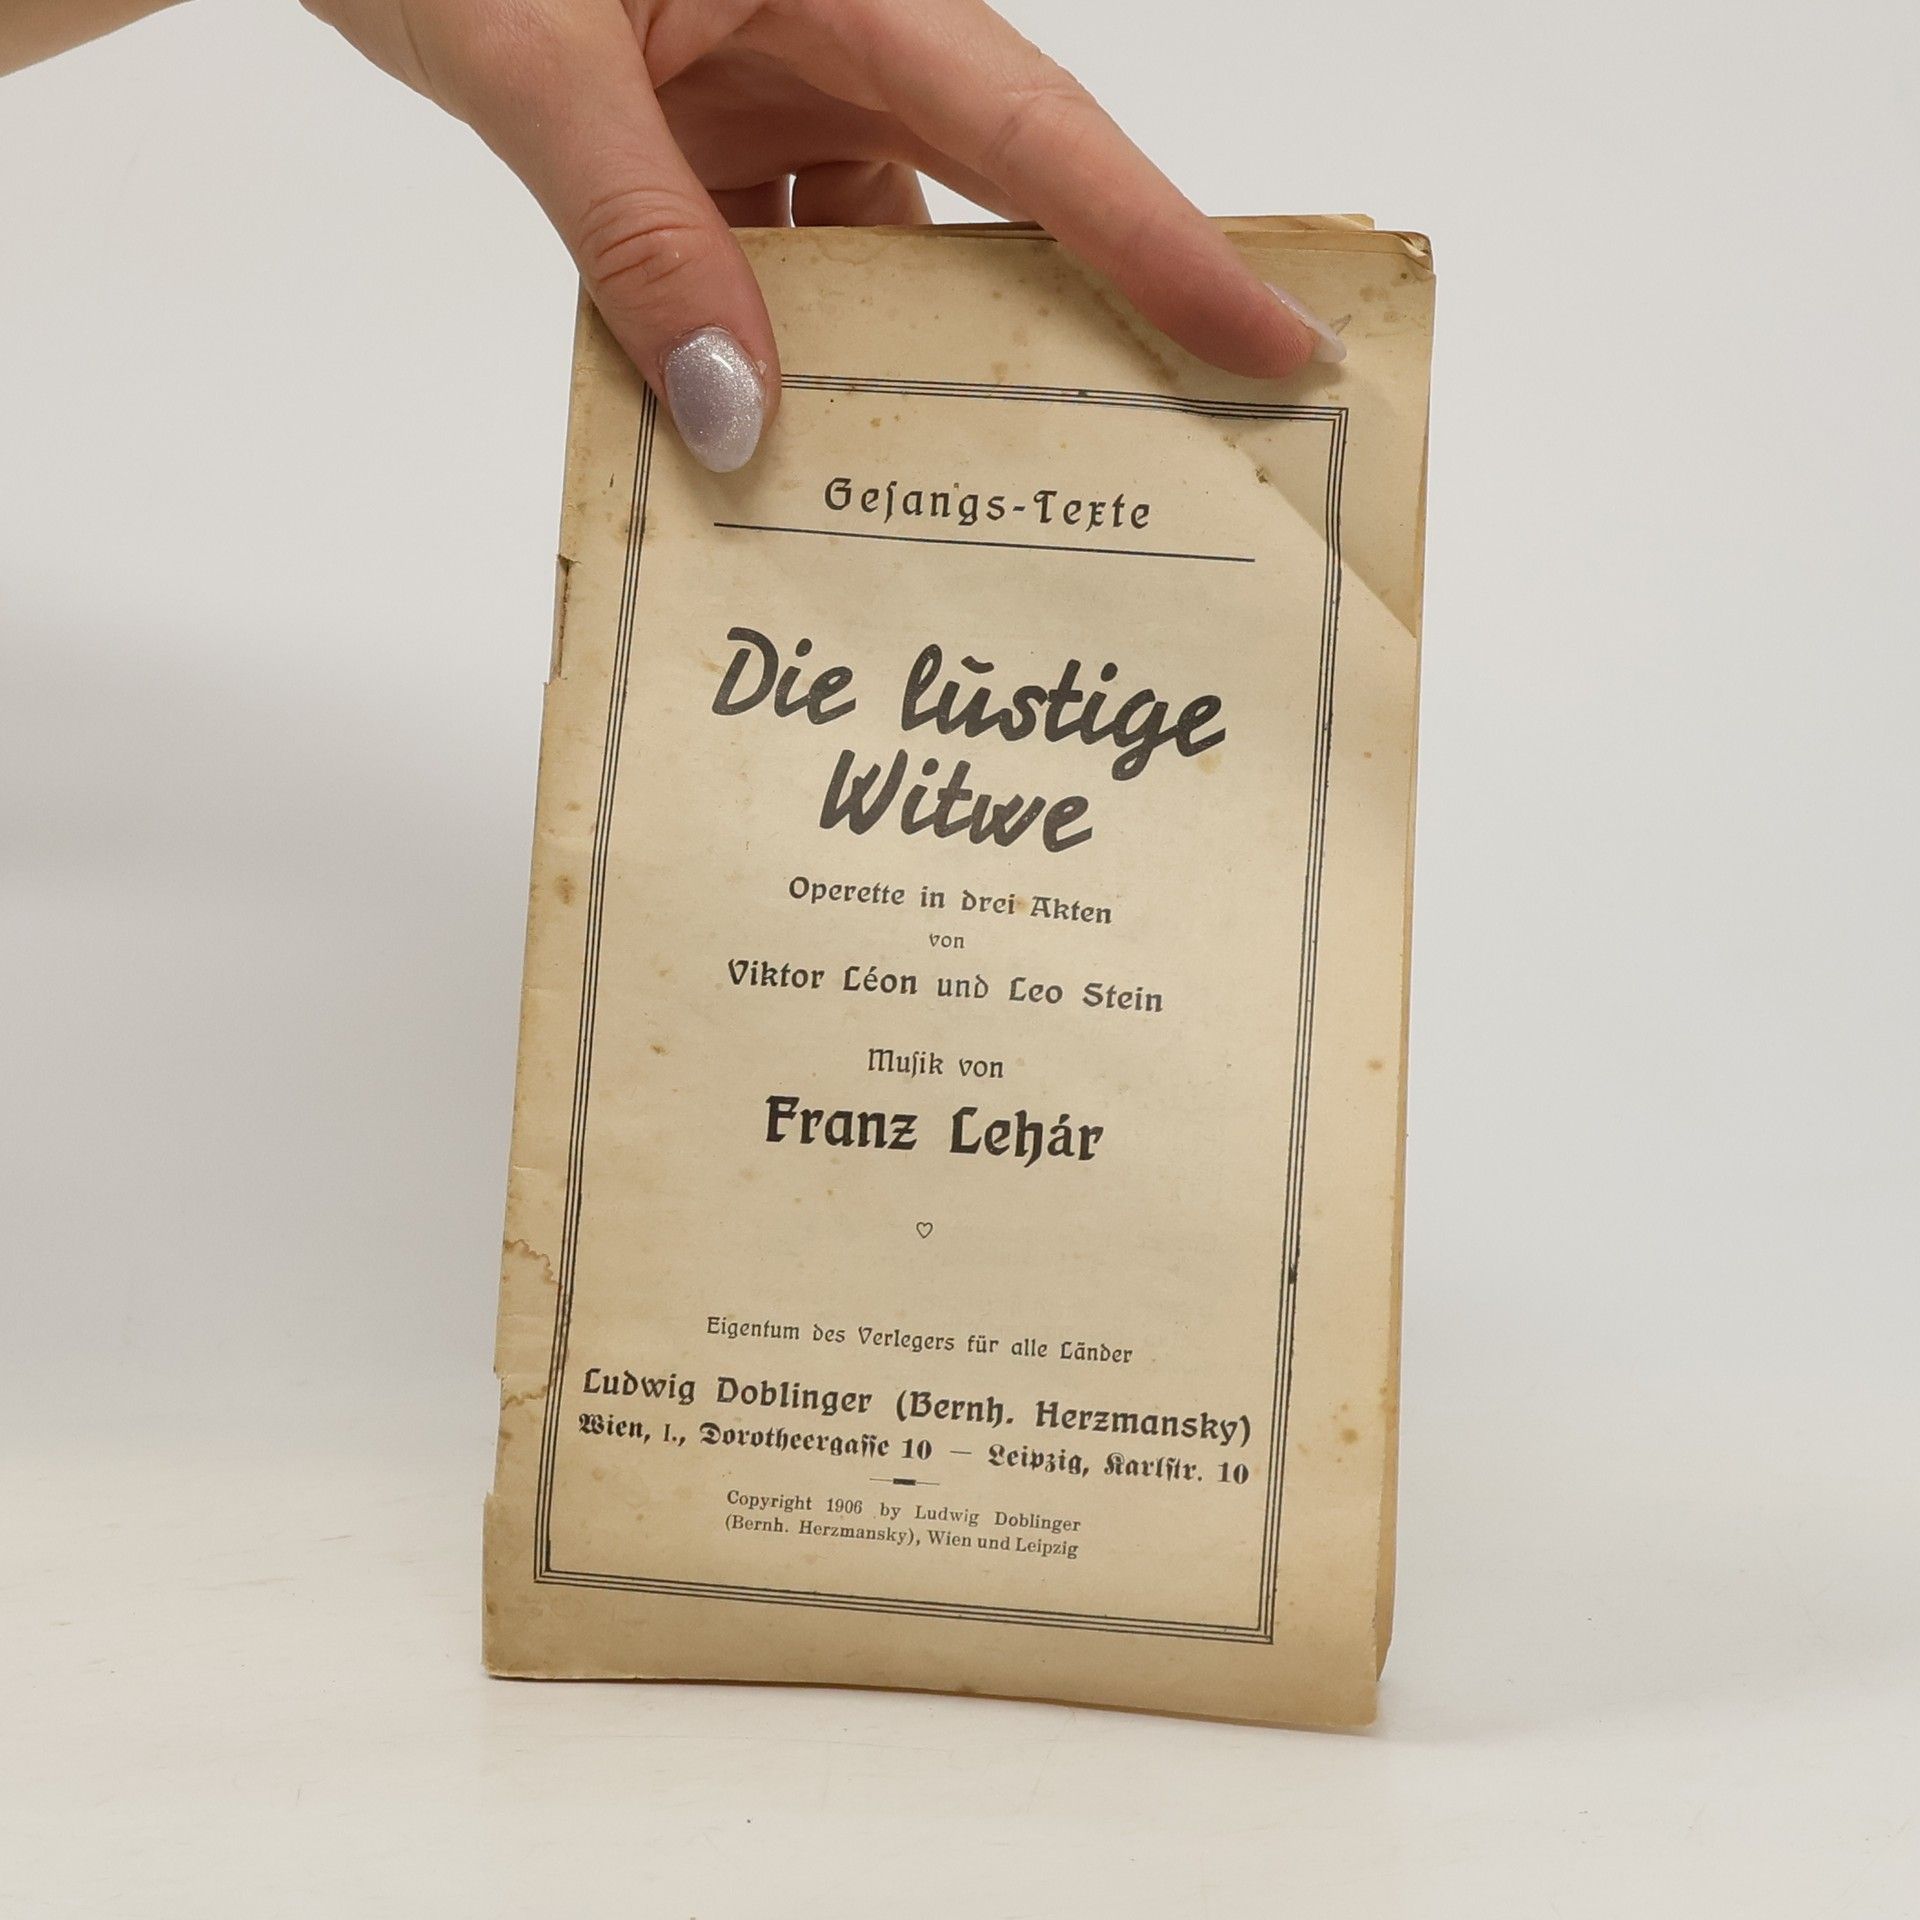 Geſangs-Texte
Die lŭstige
Witwe
Operette in drei Akten
von
Viktor Léon und Leo Stein
Muſik von
Franz Lehár
♡
Eigentum des Verlegers für alle Länder
Ludwig Doblinger (Bernh. Herzmansky)
Wien, I., Dorotheergaſſe 10 — Leipzig, Karlſtr. 10
Copyright 1906 by Ludwig Doblinger
(Bernh. Herzmansky), Wien und Leipzig